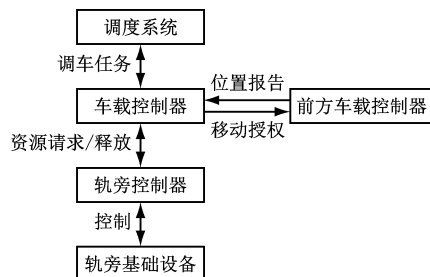 调度系统
调车任务
位置报告
车载控制器
前方车载控制器
移动授权
资源请求/释放
轨旁控制器
控制
轨旁基础设备